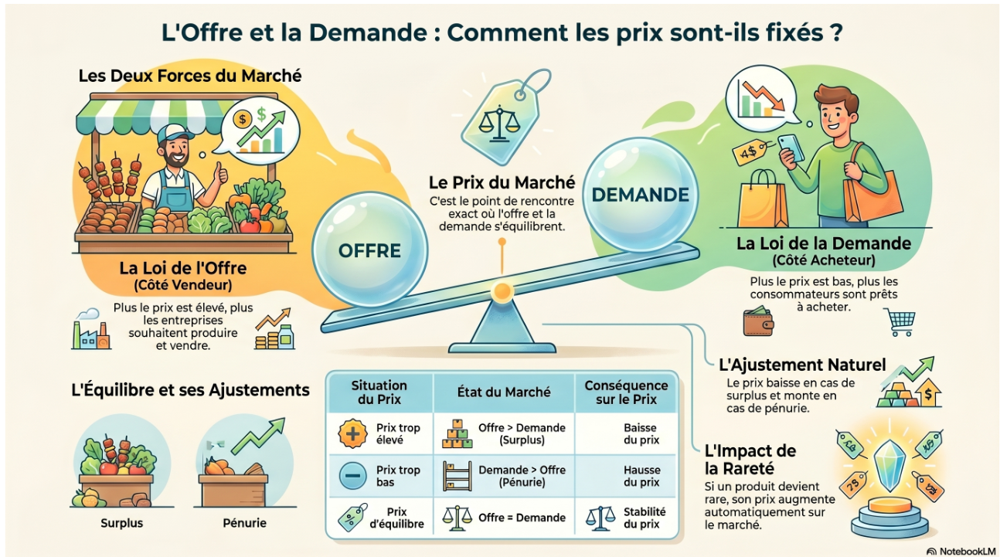 L'Offre et la Demande : Comment les prix sont-ils fixés ?
Les Deux Forces du Marché
$
$
La Loi de l'Offre
(Côté Vendeur)
Plus le prix est élevé, plus
les entreprises
souhaitent produire
et vendre.
OFFRE
Le Prix du Marché
C'est le point de rencontre
exact où l'offre et la
demande s'équilibrent.
DEMANDE
La Loi de la Demande
(Côté Acheteur)
Plus le prix est bas, plus les
consommateurs sont prêts
à acheter.
L'Équilibre et ses Ajustements
Surplus
Pénurie
Situation
du Prix
État du Marché
Conséquence
sur le Prix
Prix trop
élevé
Offre > Demande
(Surplus)
Baisse
du prix
Prix trop
bas
Demande > Offre
(Pénurie)
Hausse
du prix
%
Prix
d'équilibre
Offre = Demande
Stabilité
du prix
L'Ajustement Naturel
Le prix baisse en cas de
surplus et monte en
cas de pénurie.
$
L'Impact de
la Rareté
Si un produit devient
rare, son prix augmente
automatiquement sur
le marché.
NotebookLM